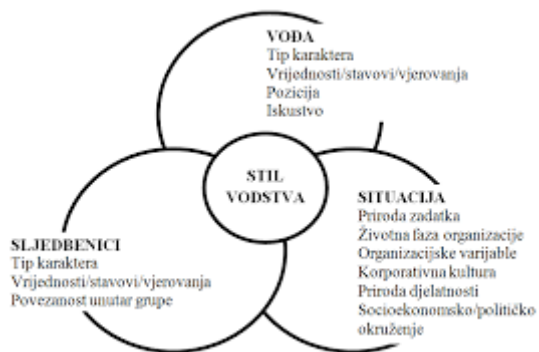 VOĐA
Tip karaktera
Vrijednosti/stavovi/vjerovanja
Pozicija
Iskustvo
STIL
VODSTVA
SLJEDBENICI
Tip karaktera
Vrijednosti/stavovi/vjerovanja
Povezanost unutar grupe
SITUACIJA
Priroda zadatka
Životna faza organizacije
Organizacijske varijable
Korporativna kultura
Priroda djelatnosti
Socioekonomsko/političko
okruženje